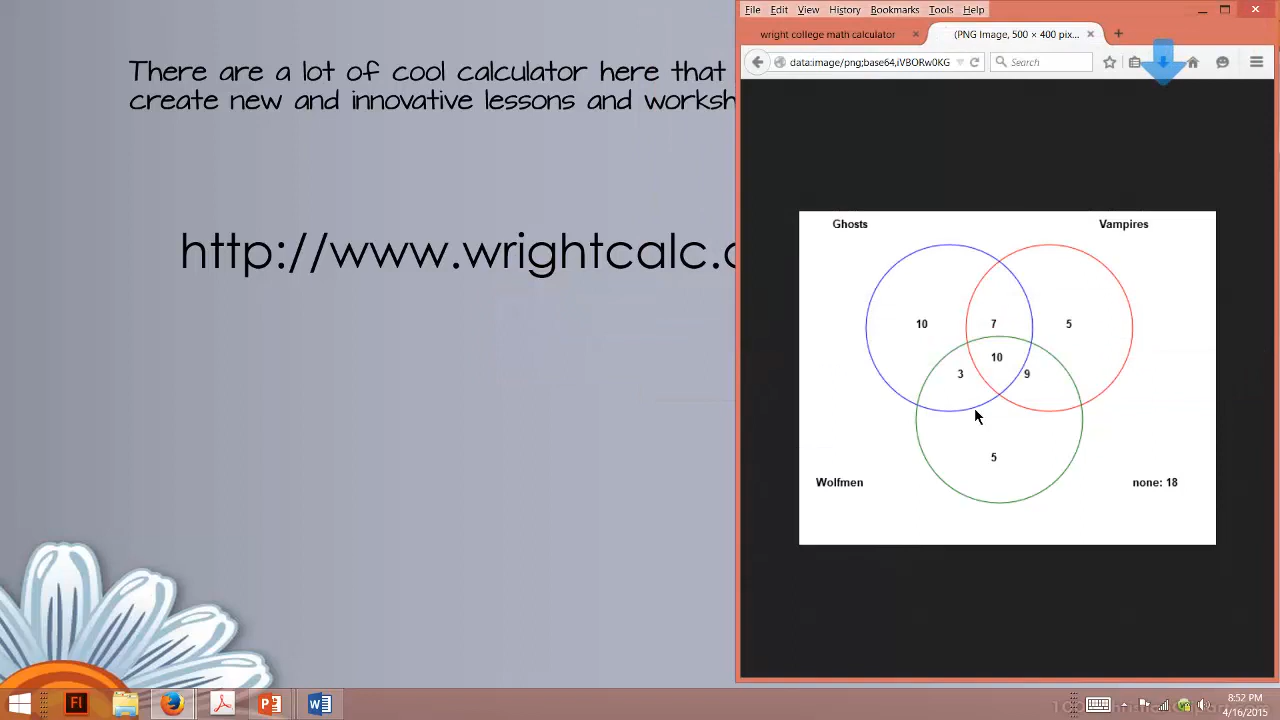 There are a lot of cool calculator here that
create new and innovative lessons and worksh
http://www.wrightcalc.
File Edit View History Bookmarks Tools Help
wright college math calculator
(PNG Image, 500 × 400 pix...
data:image/png;base64,iVBORw0KG
Search
Ghosts Vampires
10 7 5
10
3 9
5
Wolfmen none: 18
Fl
P
W
8:52 PM
4/16/2015